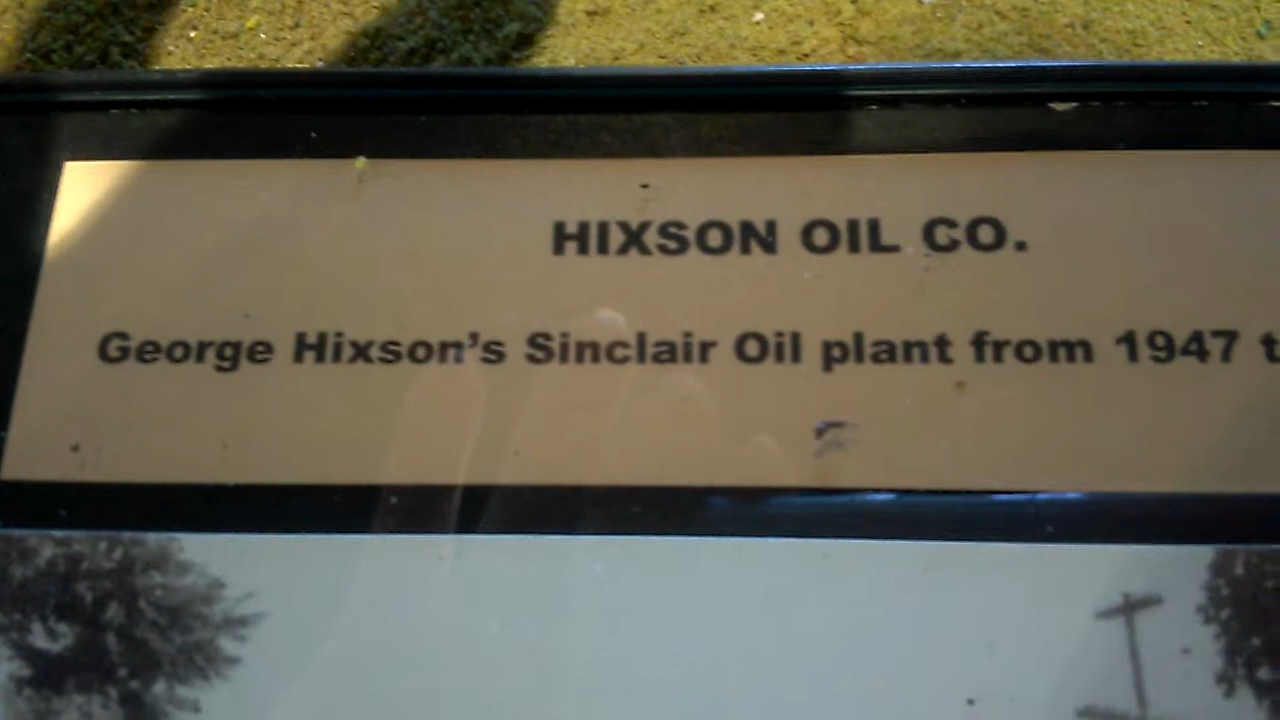 HIXSON OIL CO.
George Hixson's Sinclair Oil plant from 1947